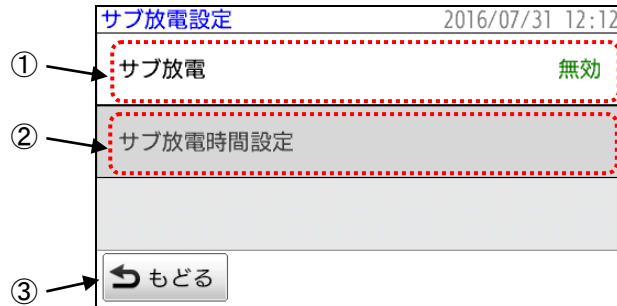 サブ放電設定 2016/07/31 12:12
① サブ放電 無効
② サブ放電時間設定
③ もどる